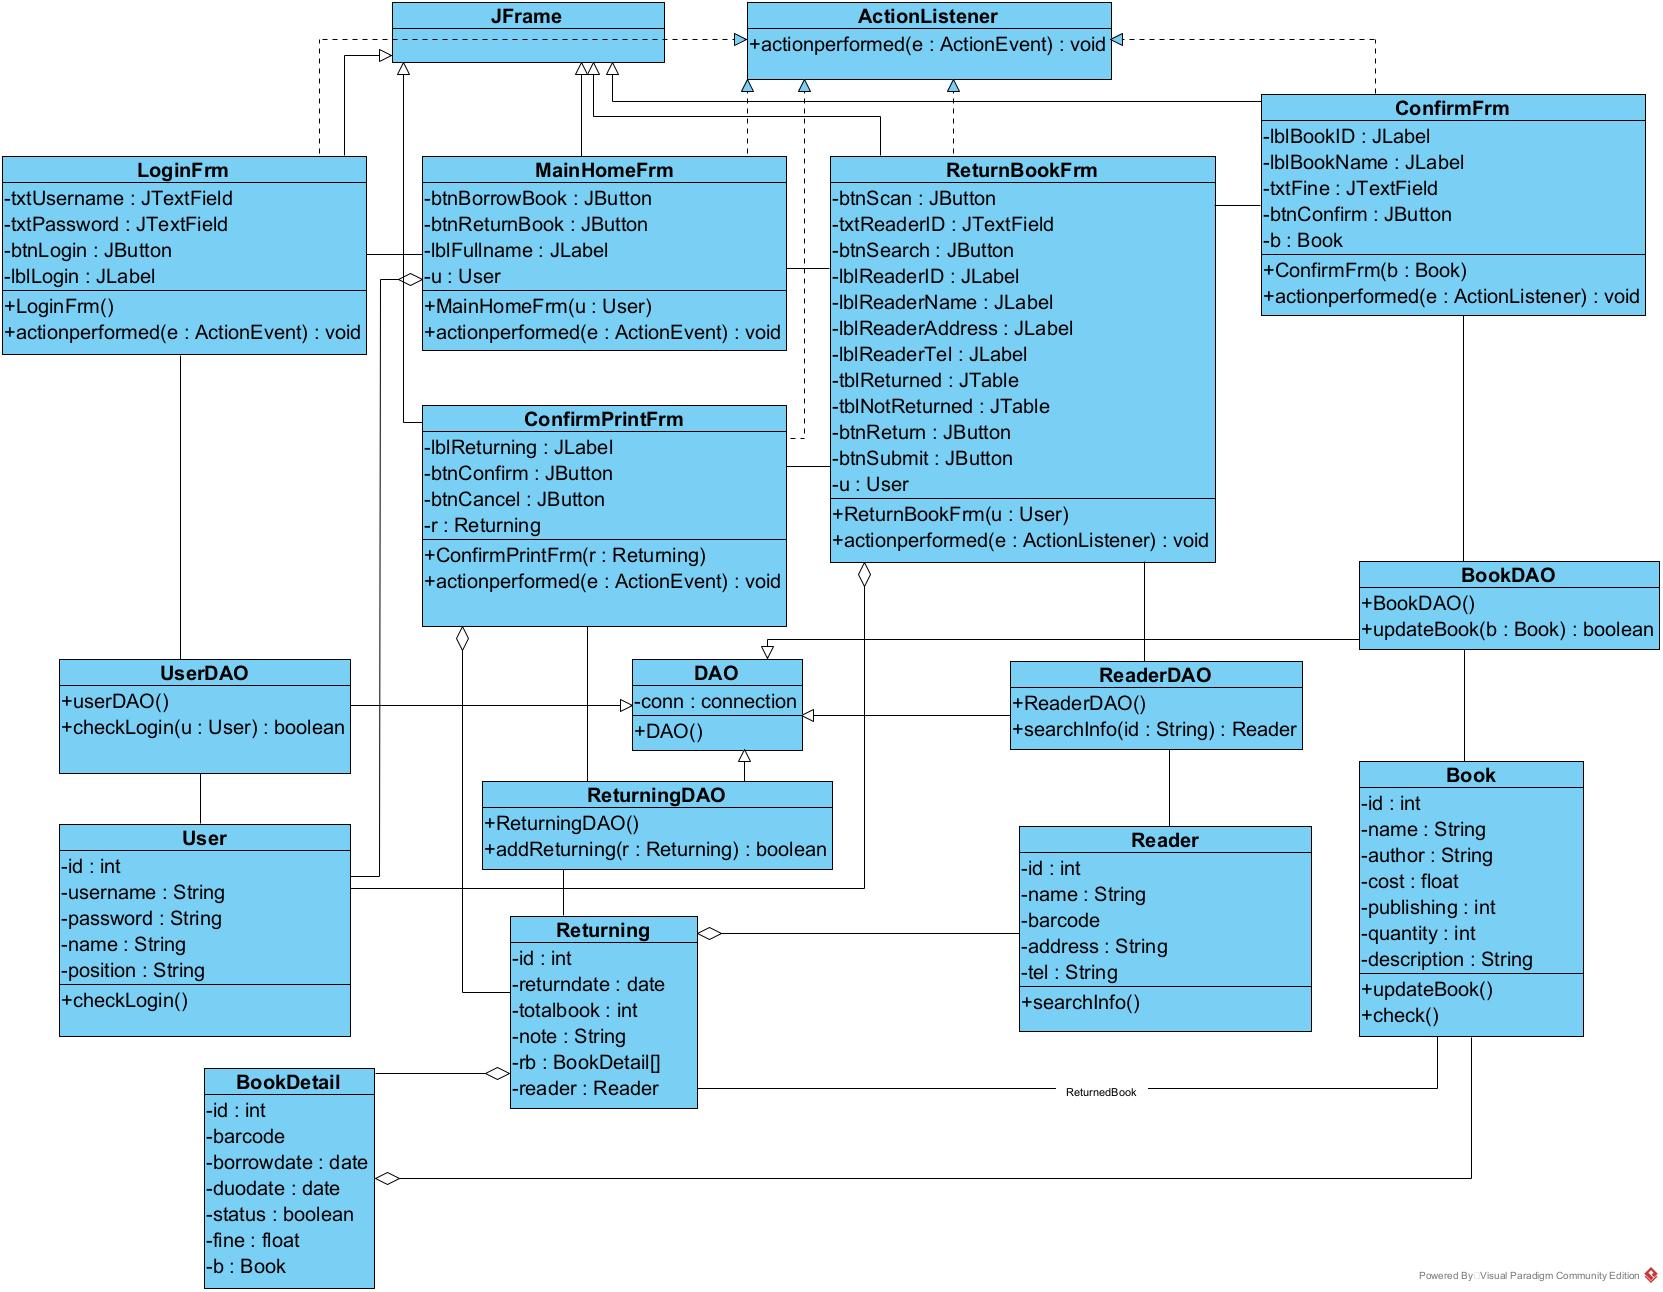 JFrame
ActionListener
+actionperformed(e : ActionEvent) : void
ConfirmFrm
-lblBookID : JLabel
-lblBookName : JLabel
-txtFine : JTextField
-btnConfirm : JButton
-b : Book
+ConfirmFrm(b : Book)
+actionperformed(e : ActionListener) : void
LoginFrm
-txtUsername : JTextField
-txtPassword : JTextField
-btnLogin : JButton
-lblLogin : JLabel
+LoginFrm()
+actionperformed(e : ActionEvent) : void
MainHomeFrm
-btnBorrowBook : JButton
-btnReturnBook : JButton
-lblFullname : JLabel
-u : User
+MainHomeFrm(u : User)
+actionperformed(e : ActionEvent) : void
ReturnBookFrm
-btnScan : JButton
-txtReaderID : JTextField
-btnSearch : JButton
-lblReaderID : JLabel
-lblReaderName : JLabel
-lblReaderAddress : JLabel
-lblReaderTel : JLabel
-tblReturned : JTable
-tblNotReturned : JTable
-btnReturn : JButton
-btnSubmit : JButton
-u : User
+ReturnBookFrm(u : User)
+actionperformed(e : ActionListener) : void
ConfirmPrintFrm
-lblReturning : JLabel
-btnConfirm : JButton
-btnCancel : JButton
-r : Returning
+ConfirmPrintFrm(r : Returning)
+actionperformed(e : ActionEvent) : void
BookDAO
+BookDAO()
+updateBook(b : Book) : boolean
UserDAO
+userDAO()
+checkLogin(u : User) : boolean
DAO
-conn : connection
+DAO()
ReaderDAO
+ReaderDAO()
+searchInfo(id : String) : Reader
ReturningDAO
+ReturningDAO()
+addReturning(r : Returning) : boolean
Book
-id : int
-name : String
-author : String
-cost : float
-publishing : int
-quantity : int
-description : String
+updateBook()
+check()
User
-id : int
-username : String
-password : String
-name : String
-position : String
+checkLogin()
Reader
-id : int
-name : String
-barcode
-address : String
-tel : String
+searchInfo()
Returning
-id : int
-returndate : date
-totalbook : int
-note : String
-rb : BookDetail[]
-reader : Reader
ReturnedBook
BookDetail
-id : int
-barcode
-borrowdate : date
-duodate : date
-status : boolean
-fine : float
-b : Book
Powered By Visual Paradigm Community Edition